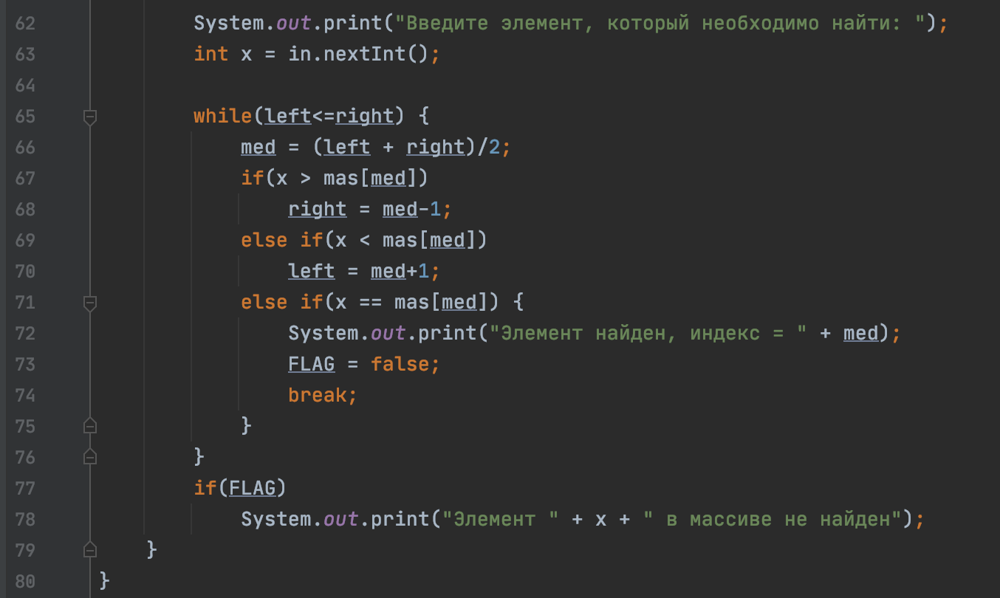 62 System.out.print("Введите элемент, который необходимо найти: ");
63 int x = in.nextInt();
64
65 while(left<=right) {
66 med = (left + right)/2;
67 if(x > mas[med])
68 right = med-1;
69 else if(x < mas[med])
70 left = med+1;
71 else if(x == mas[med]) {
72 System.out.print("Элемент найден, индекс = " + med);
73 FLAG = false;
74 break;
75 }
76 }
77 if(FLAG)
78 System.out.print("Элемент " + x + " в массиве не найден");
79 }
80 }